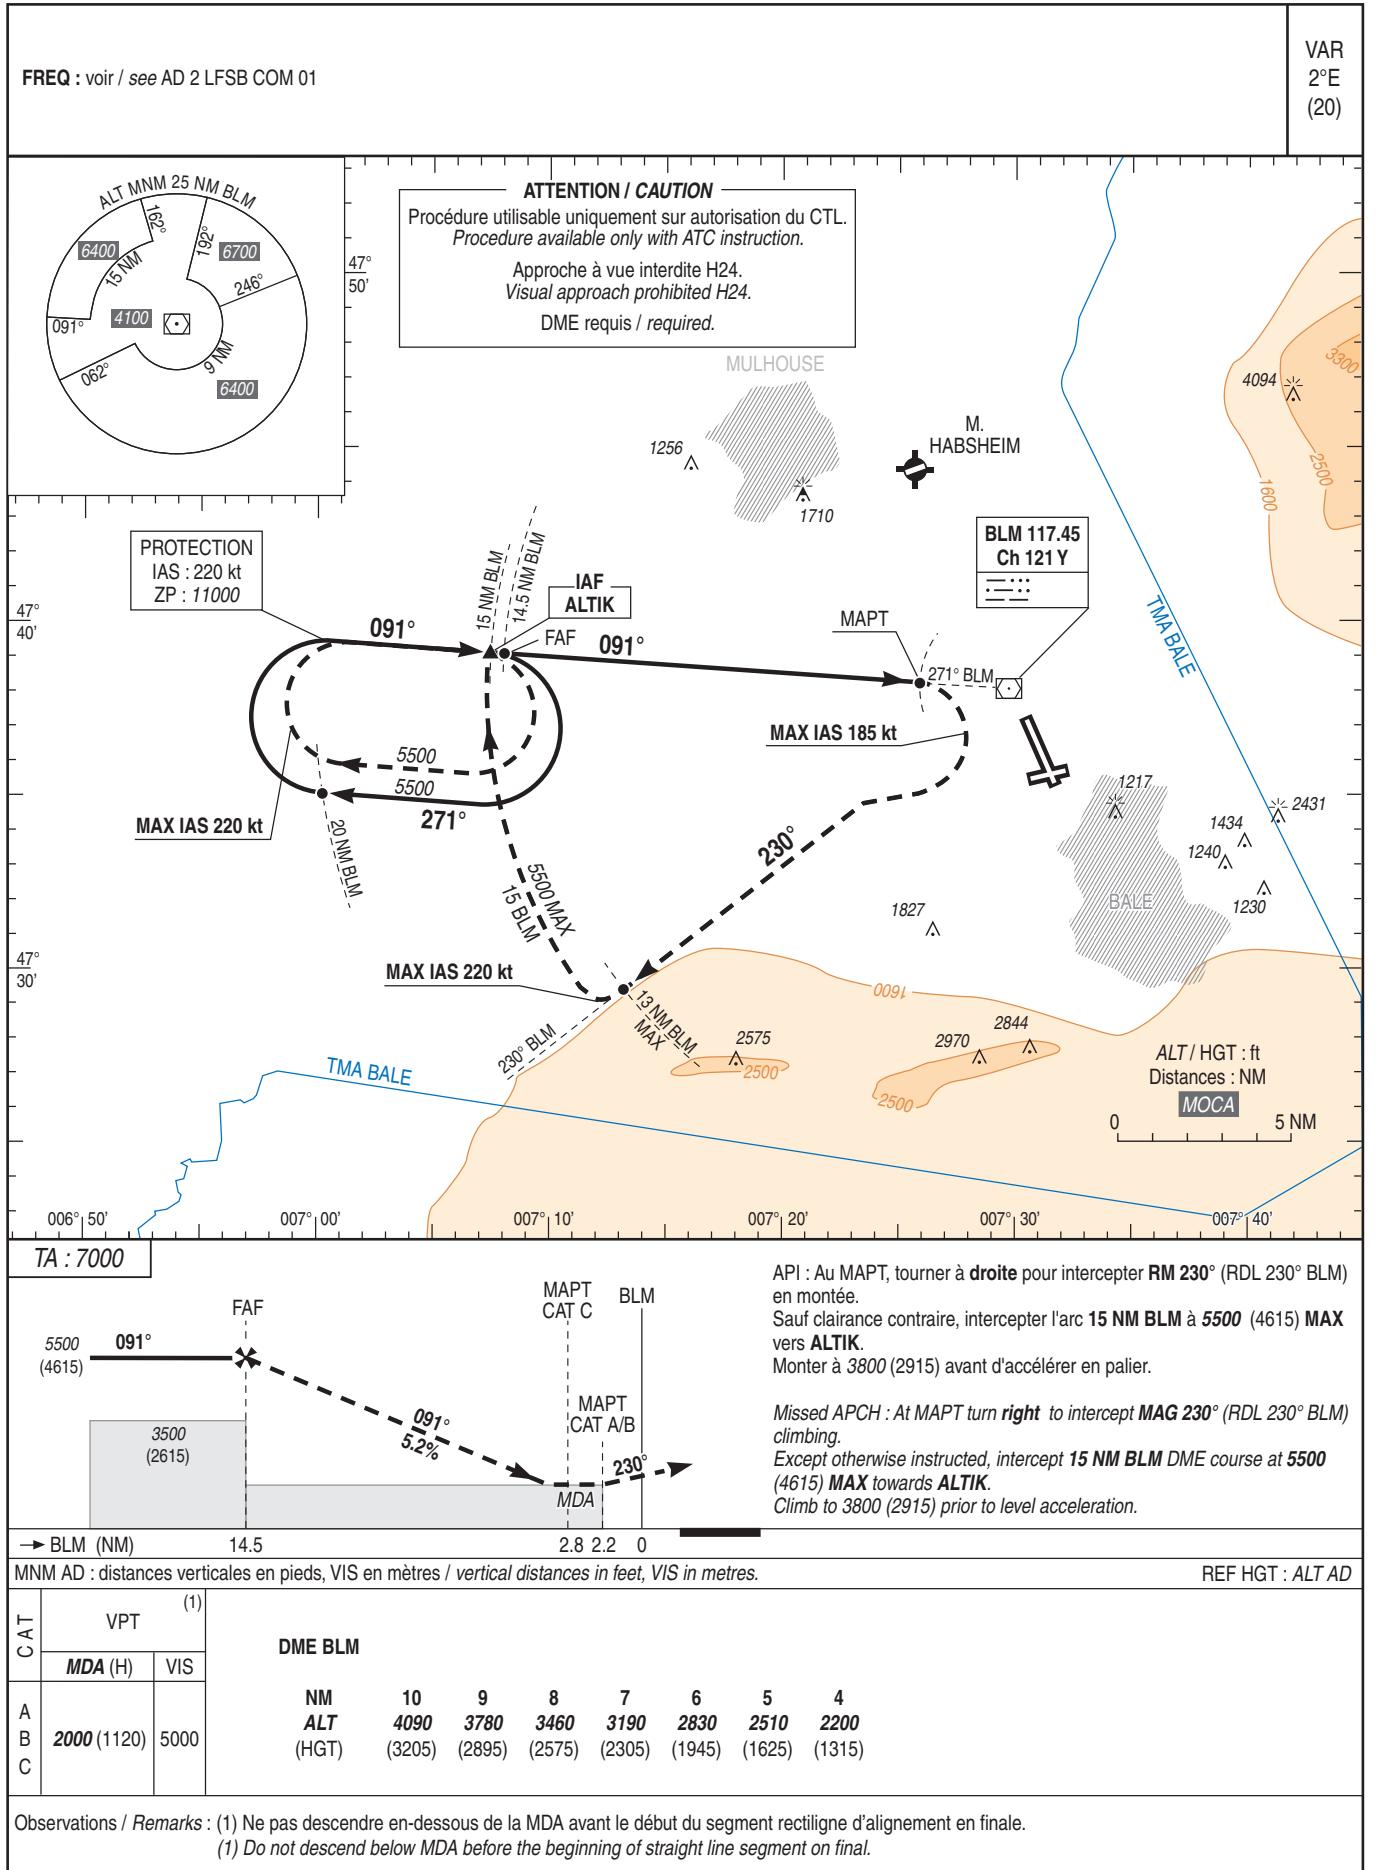 FREQ : voir / see AD 2 LFSB COM 01
VAR
2°E
(20)
ALT MNM 25 NM BLM
162°
192°
6400
6700
15 NM
246°
091°
4100
062°
9 NM
6400
47°
50'
ATTENTION / CAUTION
Procédure utilisable uniquement sur autorisation du CTL.
Procedure available only with ATC instruction.
Approche à vue interdite H24.
Visual approach prohibited H24.
DME requis / required.
MULHOUSE
1256
1710
M.
HABSHEIM
4094
3300
2500
1600
BLM 117.45
Ch 121 Y
PROTECTION
IAS : 220 kt
ZP : 11000
15 NM BLM
14.5 NM BLM
IAF
ALTIK
FAF
47°
40'
091°
091°
MAPT
271° BLM
TMA BALE
MAX IAS 185 kt
5500
5500
271°
MAX IAS 220 kt
20 NM BLM
230°
1217
2431
1434
1240
1230
BALE
1827
5500 MAX
15 BLM
47°
30'
MAX IAS 220 kt
230° BLM
13 NM BLM
MAX
1600
2575
2500
2970
2844
2500
TMA BALE
ALT / HGT : ft
Distances : NM
MOCA
0 5 NM
006° 50' 007° 00' 007° 10' 007° 20' 007° 30' 007° 40'
TA : 7000
5500
(4615)
091°
FAF
MAPT
CAT C
BLM
3500
(2615)
091°
5.2%
MAPT
CAT A/B
230°
MDA
BLM (NM) 14.5 2.8 2.2 0
API : Au MAPT, tourner à droite pour intercepter RM 230° (RDL 230° BLM)
en montée.
Sauf clairance contraire, intercepter l'arc 15 NM BLM à 5500 (4615) MAX
vers ALTIK.
Monter à 3800 (2915) avant d'accélérer en palier.
Missed APCH : At MAPT turn right to intercept MAG 230° (RDL 230° BLM)
climbing.
Except otherwise instructed, intercept 15 NM BLM DME course at 5500
(4615) MAX towards ALTIK.
Climb to 3800 (2915) prior to level acceleration.
MNM AD : distances verticales en pieds, VIS en mètres / vertical distances in feet, VIS in metres. REF HGT : ALT AD
CAT
VPT (1)
MDA (H) VIS
A
B
C
2000 (1120) 5000
DME BLM
NM 10 9 8 7 6 5 4
ALT 4090 3780 3460 3190 2830 2510 2200
(HGT) (3205) (2895) (2575) (2305) (1945) (1625) (1315)
Observations / Remarks : (1) Ne pas descendre en-dessous de la MDA avant le début du segment rectiligne d'alignement en finale.
(1) Do not descend below MDA before the beginning of straight line segment on final.